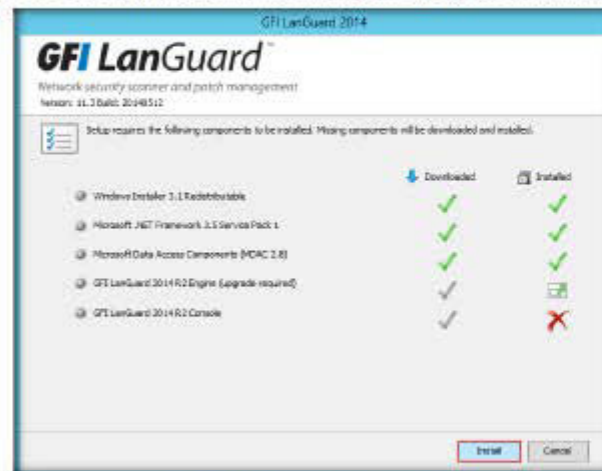 GFI LanGuard 2014
GFI LanGuard™
Network security scanner and patch management
Version: 11.3 Build: 20140512
Setup requires the following components to be installed. Missing components will be downloaded and installed.
Downloaded Installed
Windows Installer 3.1 Redistributable
Microsoft .NET Framework 3.5 Service Pack 1
Microsoft Data Access Components (MDAC 2.8)
GFI LanGuard 2014 R2 Engine (upgrade required)
GFI LanGuard 2014 R2 Console
Install Cancel